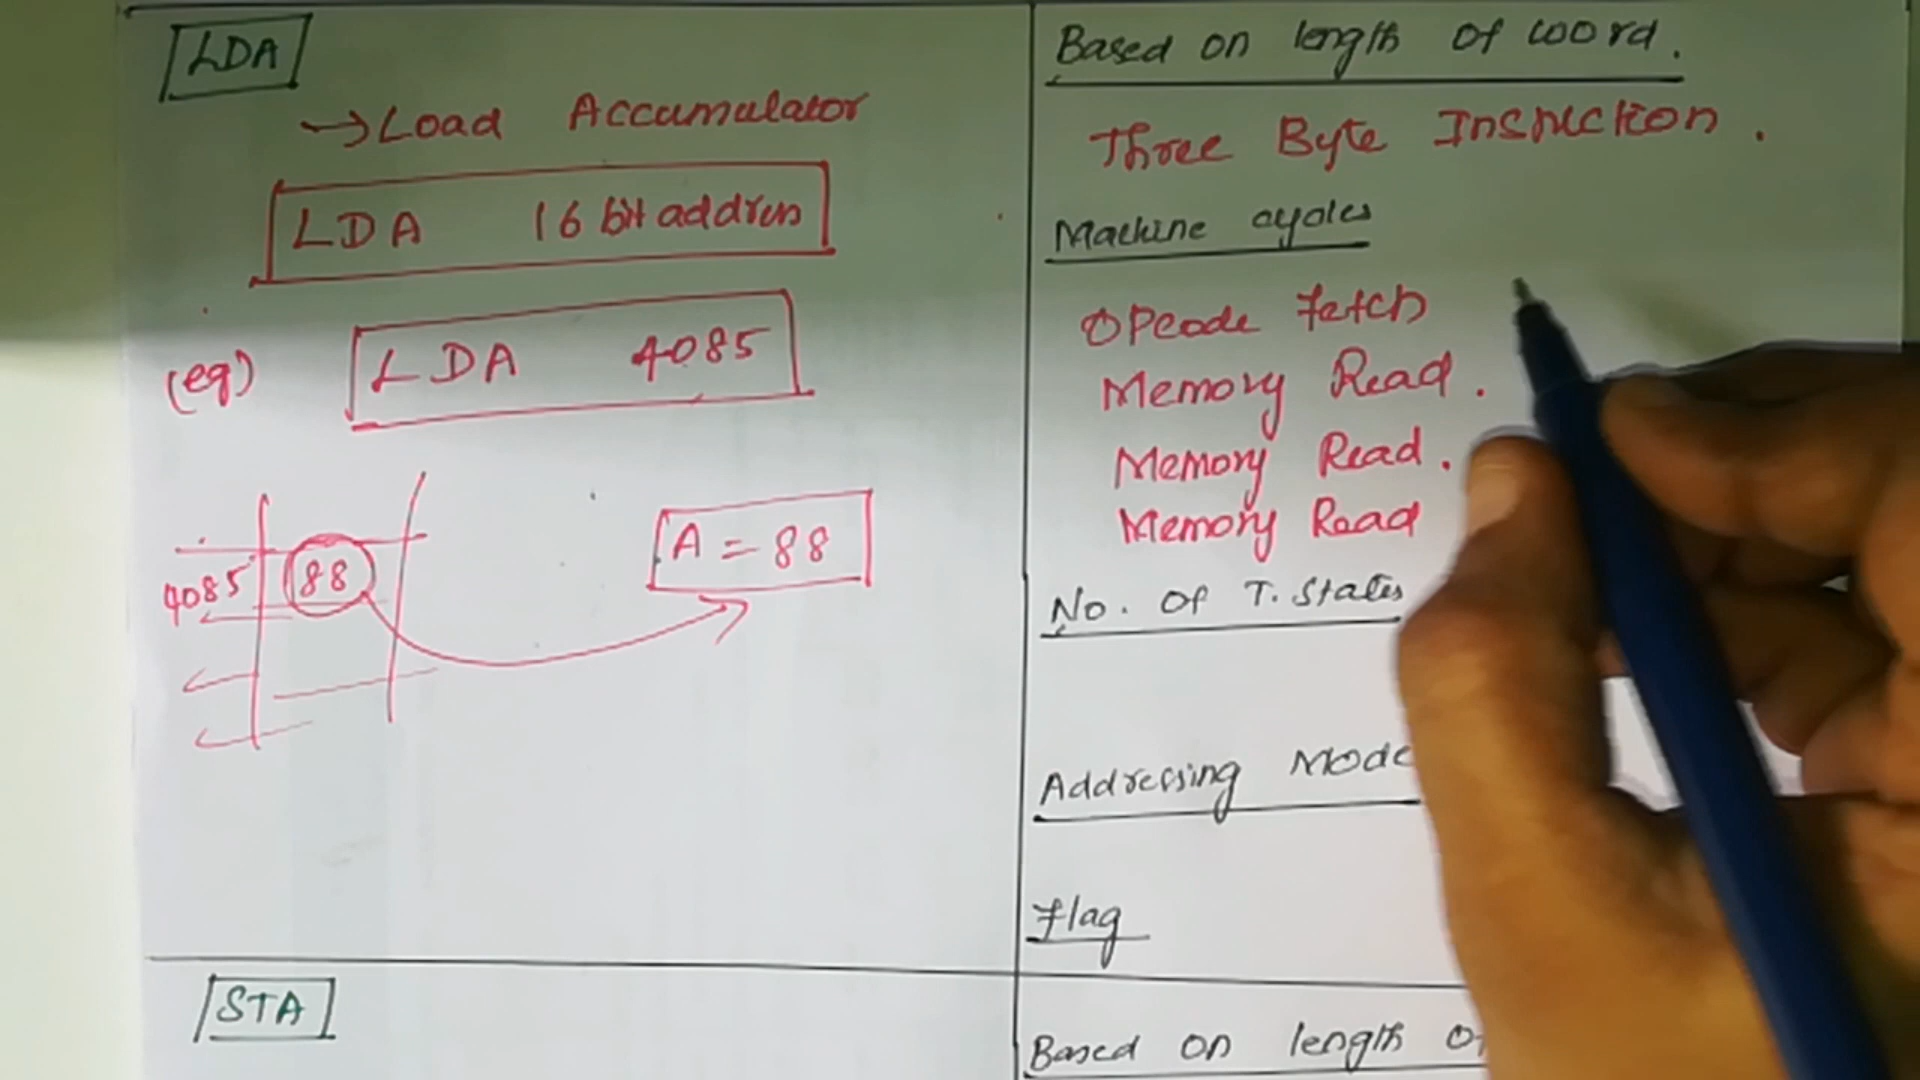 LDA
→ Load Accumulator
LDA 16 bit address
(eg) LDA 4085
4085 88
A = 88
STA
Based on length of word.
Three Byte Instruction.
Machine cycles
Opcode Fetch
Memory Read.
Memory Read.
Memory Read
No. of T. States
Addressing Mode
Flag
Based on length of